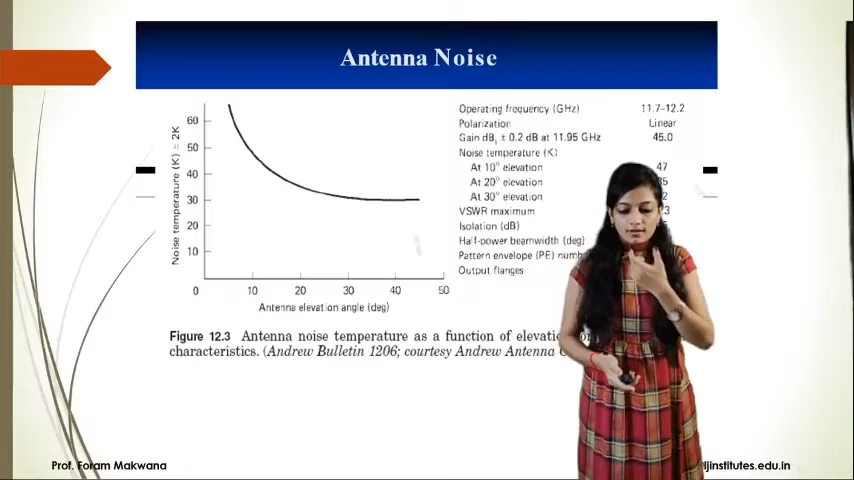 Antenna Noise
Noise temperature (K) = 2K
60
50
40
30
20
10
0
10
20
30
40
50
Antenna elevation angle (deg)
Operating frequency (GHz) 11.7–12.2
Polarization Linear
Gain dBi ± 0.2 dB at 11.95 GHz 45.0
Noise temperature (K)
At 10° elevation 47
At 20° elevation
At 30° elevation
VSWR maximum
Isolation (dB)
Half-power beamwidth (deg)
Pattern envelope (PE)
Output flanges
Figure 12.3 Antenna noise temperature as a function of
characteristics. (Andrew Bulletin 1206; courtesy Andrew Antenna
Prof. Foram Makwana
ljinstitutes.edu.in